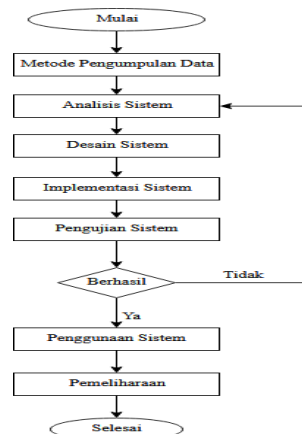 Mulai
Metode Pengumpulan Data
Analisis Sistem
Desain Sistem
Implementasi Sistem
Pengujian Sistem
Berhasil
Tidak
Ya
Penggunaan Sistem
Pemeliharaan
Selesai